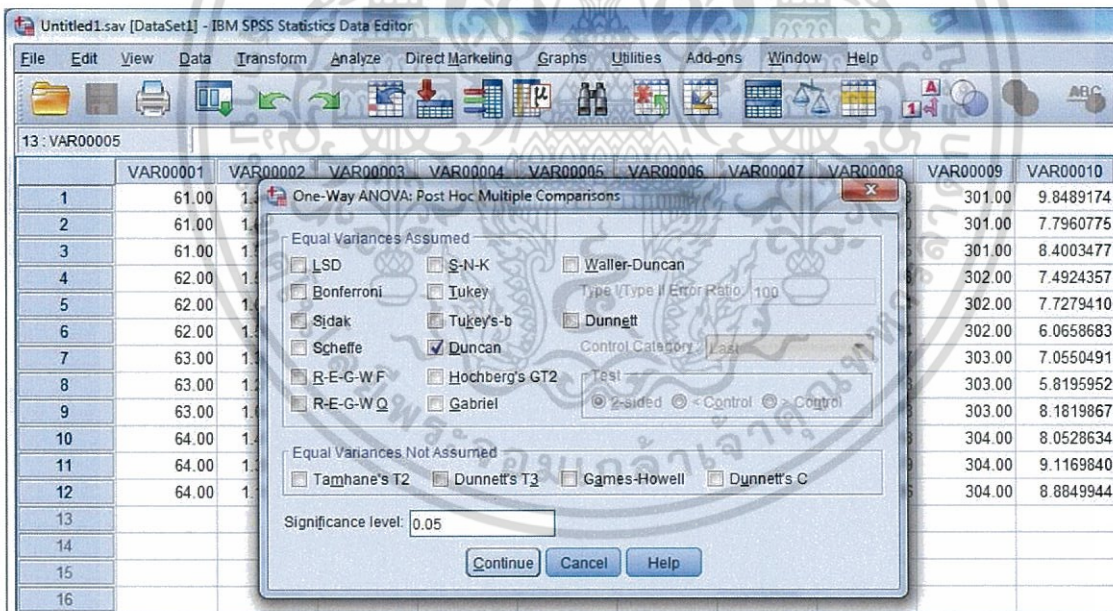 Untitled1.sav [DataSet1] - IBM SPSS Statistics Data Editor
File Edit View Data Transform Analyze Direct Marketing Graphs Utilities Add-ons Window Help
13 : VAR00005
VAR00001 VAR00002 VAR00003 VAR00004 VAR00005 VAR00006 VAR00007 VAR00008 VAR00009 VAR00010
One-Way ANOVA: Post Hoc Multiple Comparisons
Equal Variances Assumed
LSD S-N-K Waller-Duncan
Bonferroni Tukey Type I/Type II Error Ratio: 100
Sidak Tukey's-b Dunnett
Scheffe Duncan Control Category : Last
R-E-G-W F Hochberg's GT2 Test
R-E-G-W Q Gabriel 2-sided < Control > Control
Equal Variances Not Assumed
Tamhane's T2 Dunnett's T3 Games-Howell Dunnett's C
Significance level: 0.05
Continue Cancel Help
1 61.00 301.00 9.8489174
2 61.00 301.00 7.7960775
3 61.00 301.00 8.4003477
4 62.00 302.00 7.4924357
5 62.00 302.00 7.7279410
6 62.00 302.00 6.0658683
7 63.00 303.00 7.0550491
8 63.00 303.00 5.8195952
9 63.00 303.00 8.1819867
10 64.00 304.00 8.0528634
11 64.00 304.00 9.1169840
12 64.00 304.00 8.8849944
13
14
15
16